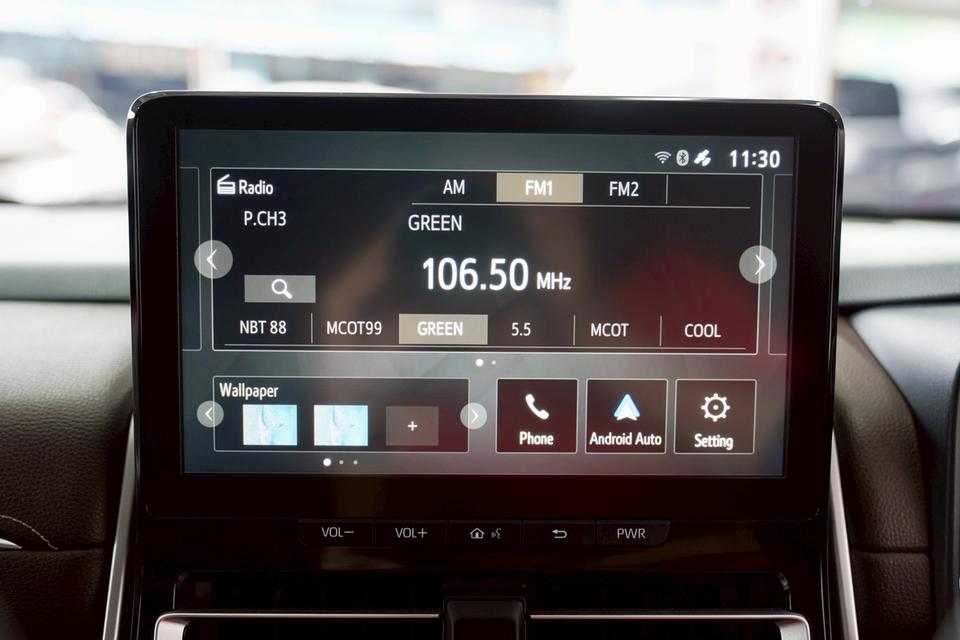 11:30
Radio AM FM1 FM2
P.CH3 GREEN
106.50 MHz
NBT 88 MCOT99 GREEN 5.5 MCOT COOL
Wallpaper
+
Phone Android Auto Setting
VOL− VOL+ PWR